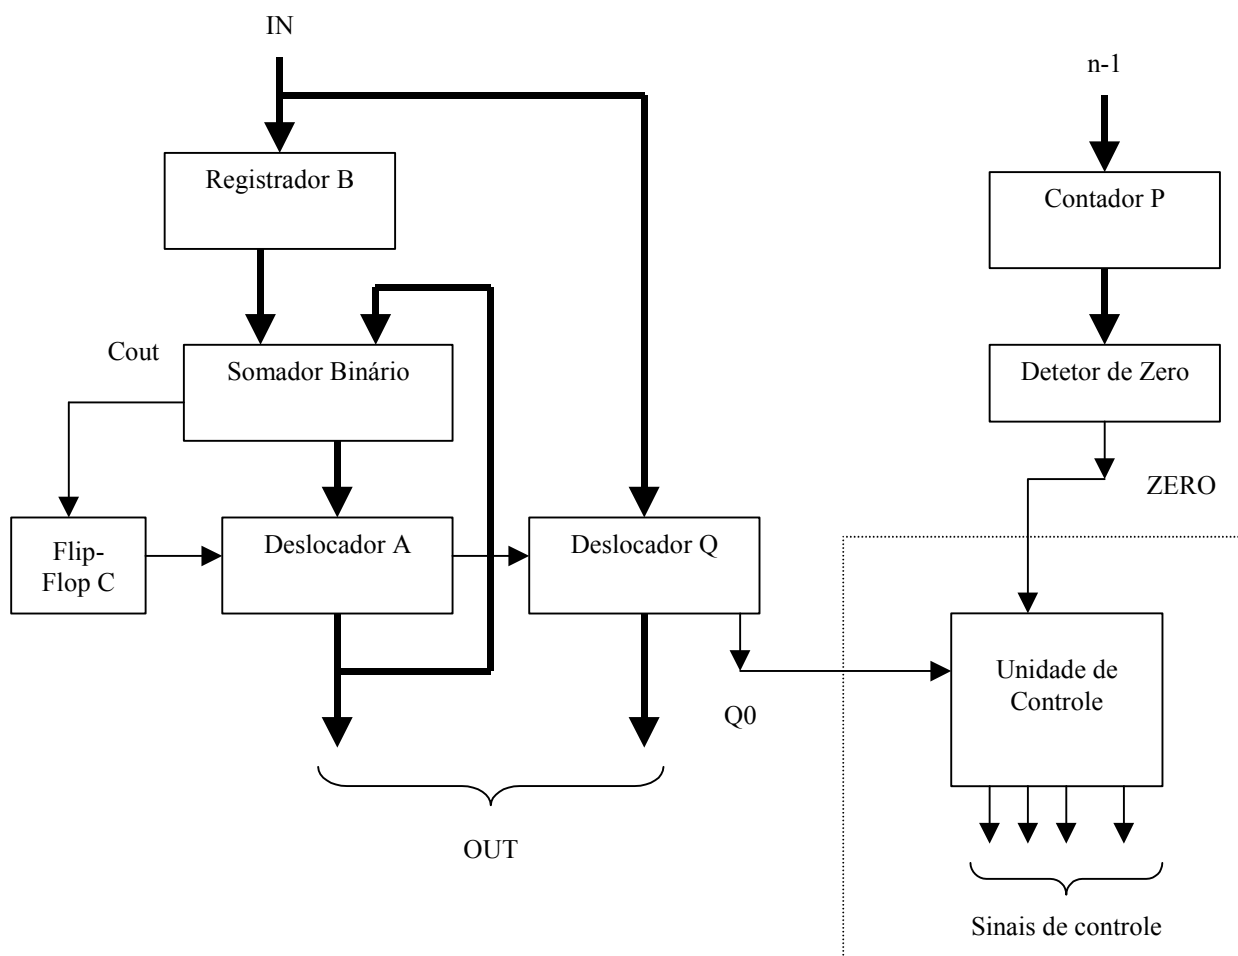 IN
n-1
Registrador B
Contador P
Cout
Somador Binário
Detetor de Zero
ZERO
Flip-
Flop C
Deslocador A
Deslocador Q
Unidade de
Controle
Q0
OUT
Sinais de controle